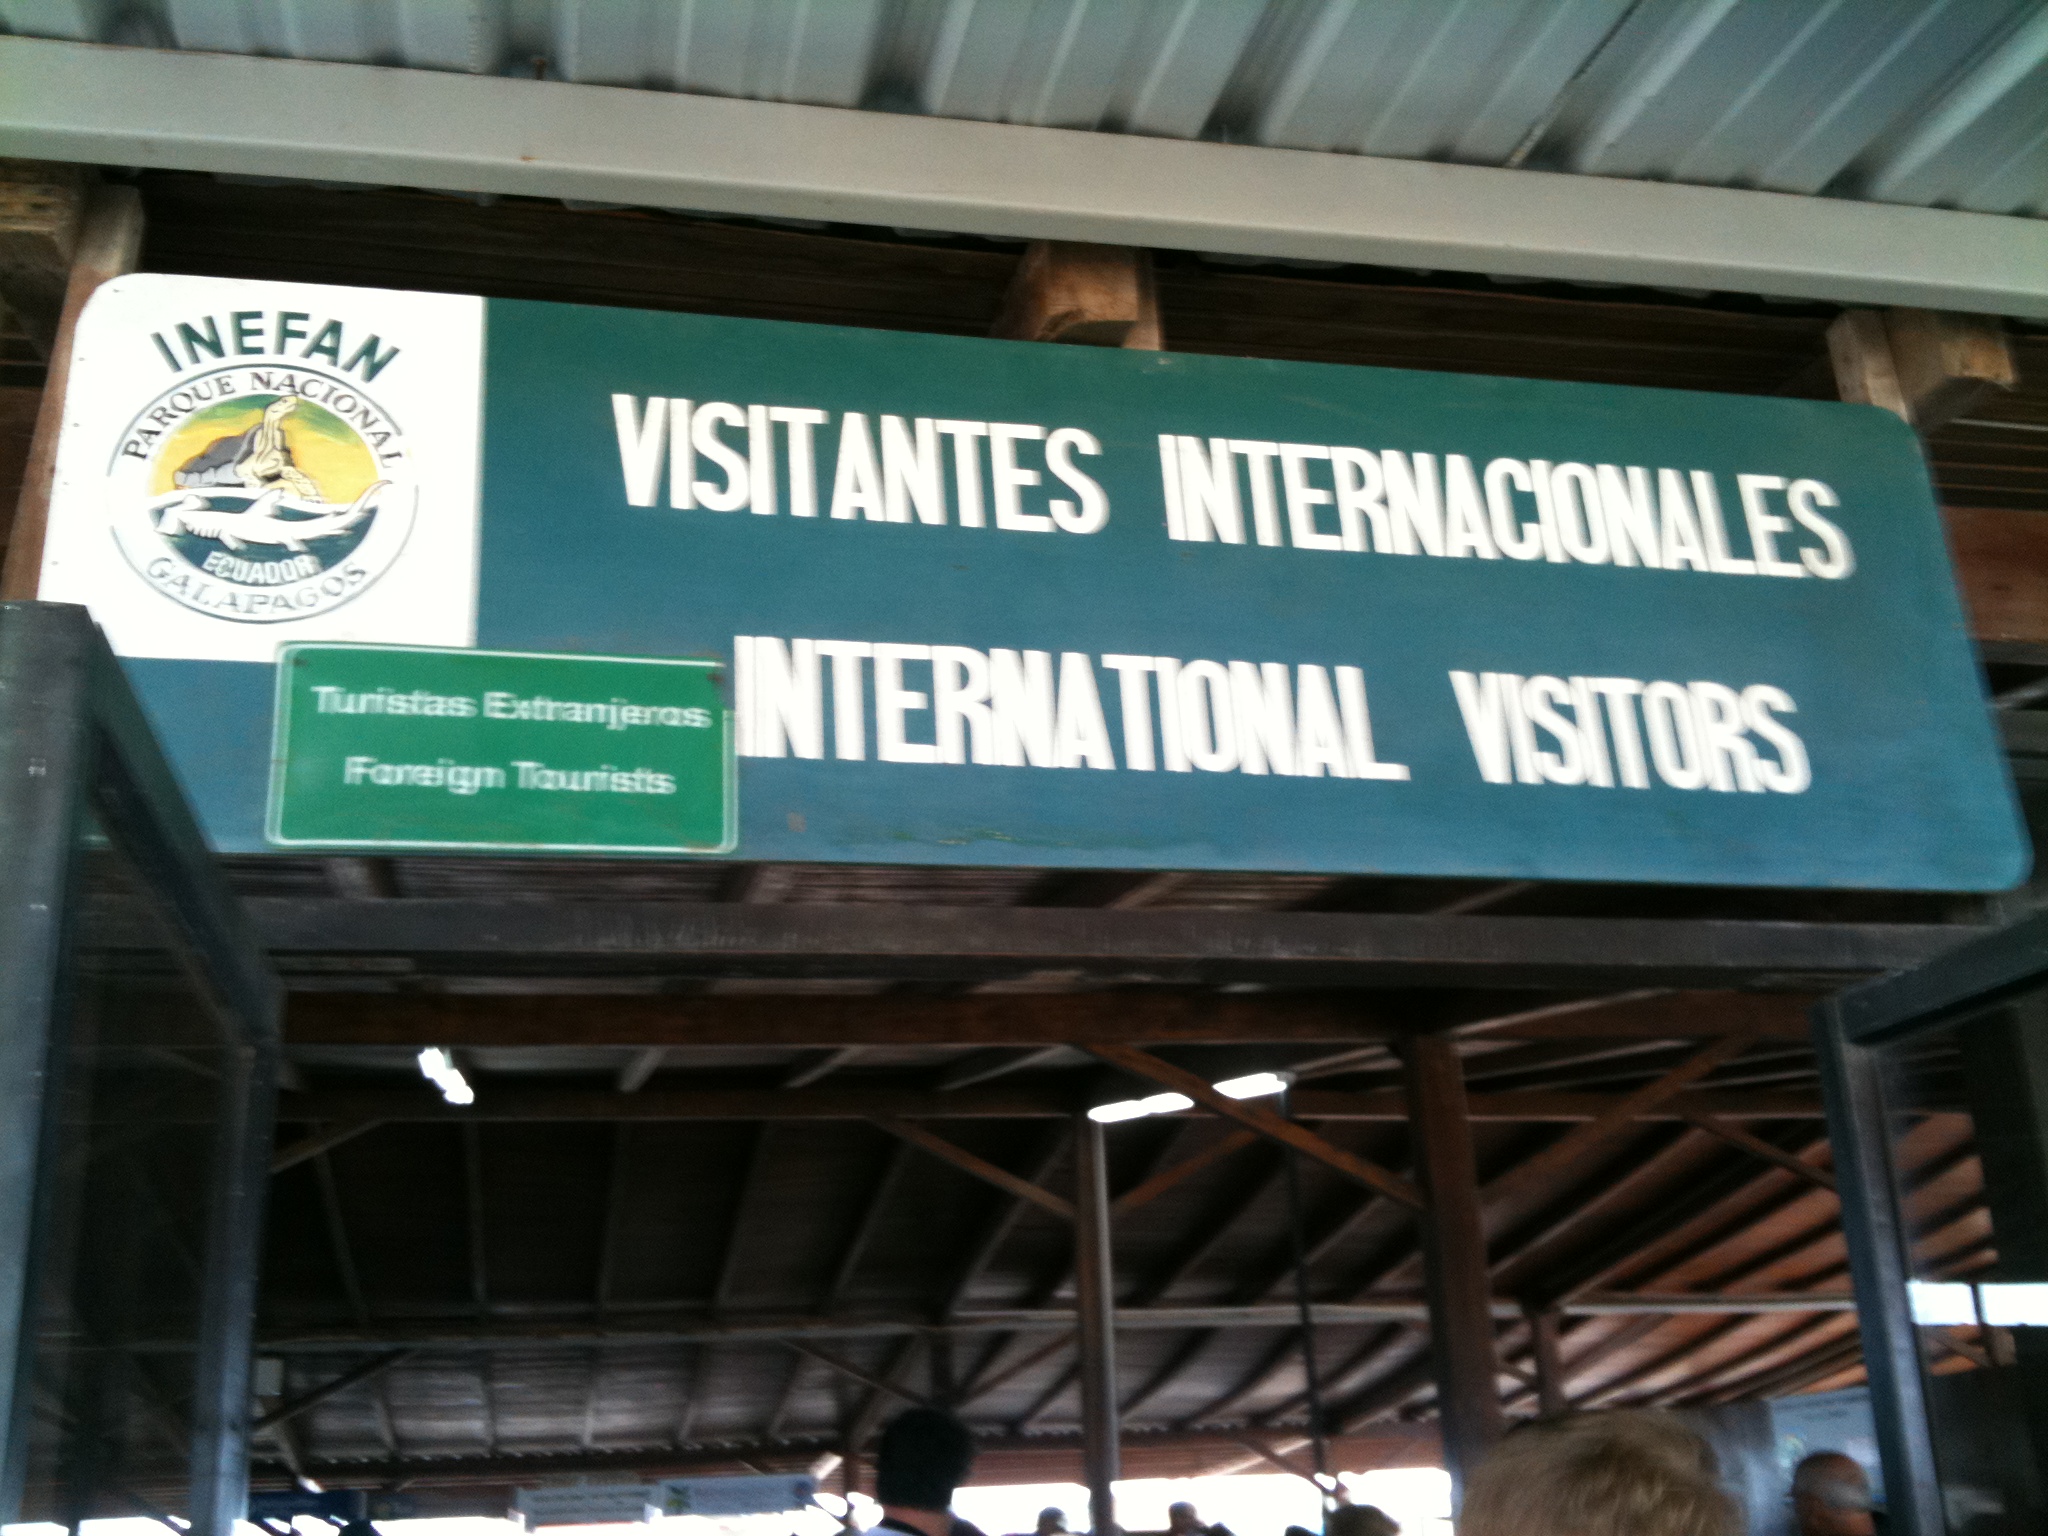 INEFAN
PARQUE NACIONAL
ECUADOR
GALAPAGOS
VISITANTES INTERNACIONALES
INTERNATIONAL VISITORS
Turistas Extranjeros
Foreign Tourists